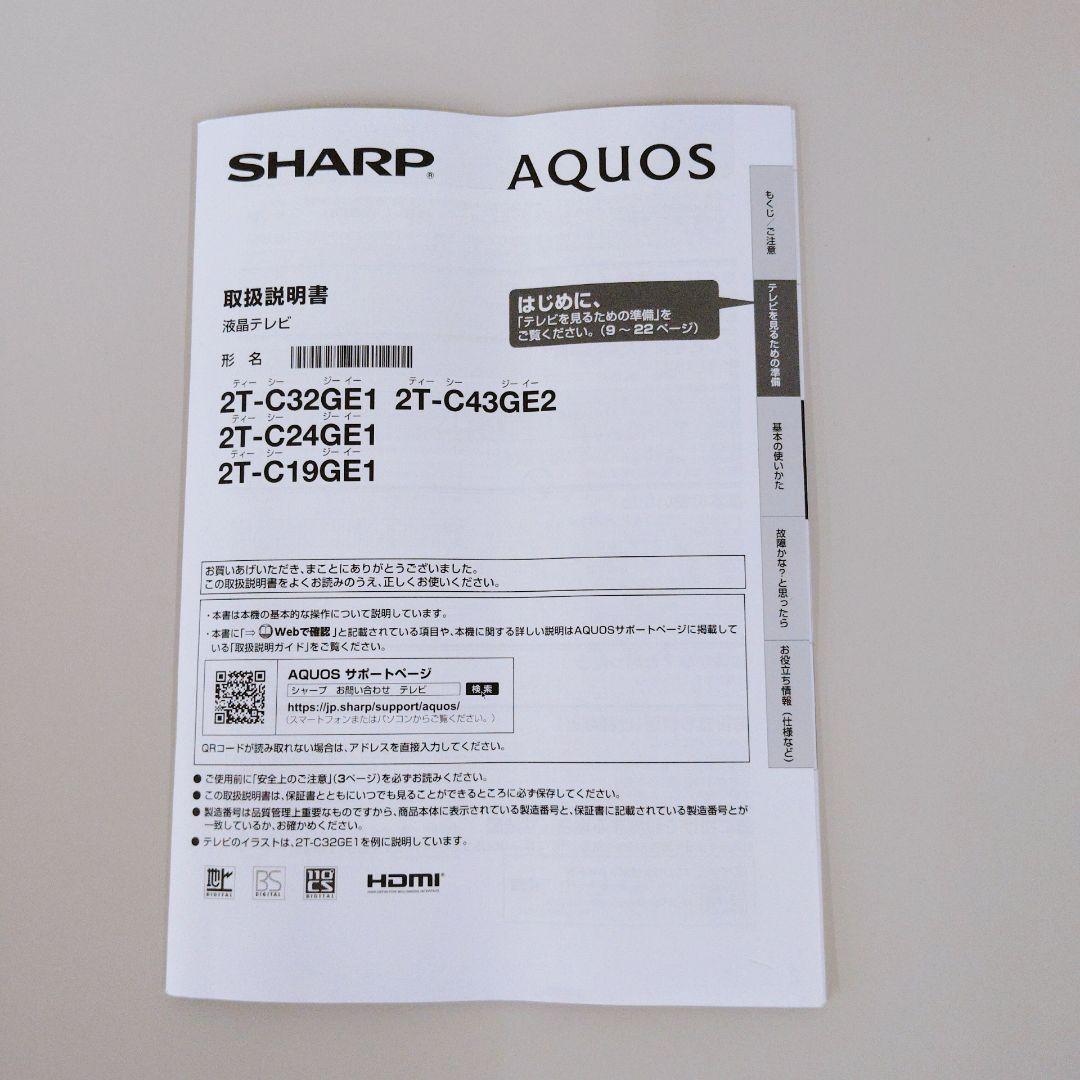 SHARP®
AQUOS
取扱説明書
液晶テレビ
はじめに、
「テレビを見るための準備」を
ご覧ください。(9 ～ 22 ページ)
形 名
ティー シー ジー イー ティー シー ジー イー
2T-C32GE1 2T-C43GE2
ティー シー ジー イー
2T-C24GE1
ティー シー ジー イー
2T-C19GE1
お買いあげいただき、まことにありがとうございました。
この取扱説明書をよくお読みのうえ、正しくお使いください。
・本書は本機の基本的な操作について説明しています。
・本書に「⇒ Webで確認」と記載されている項目や、本機に関する詳しい説明はAQUOSサポートページに掲載して
いる「取扱説明ガイド」をご覧ください。
AQUOS サポートページ
シャープ お問い合わせ テレビ 検索
https://jp.sharp/support/aquos/
(スマートフォンまたはパソコンからご覧ください。)
QRコードが読み取れない場合は、アドレスを直接入力してください。
● ご使用前に「安全上のご注意」(3ページ)を必ずお読みください。
● この取扱説明書は、保証書とともにいつでも見ることができるところに必ず保存してください。
● 製造番号は品質管理上重要なものですから、商品本体に表示されている製造番号と、保証書に記載されている製造番号とが
一致しているか、お確かめください。
● テレビのイラストは、2T-C32GE1を例に説明しています。
地上
DIGITAL
BS
DIGITAL
110°
CS
DIGITAL
HDMI
もくじ／ご注意
テレビを見るための準備
基本の使いかた
故障かな？と思ったら
お役立ち情報（仕様など）